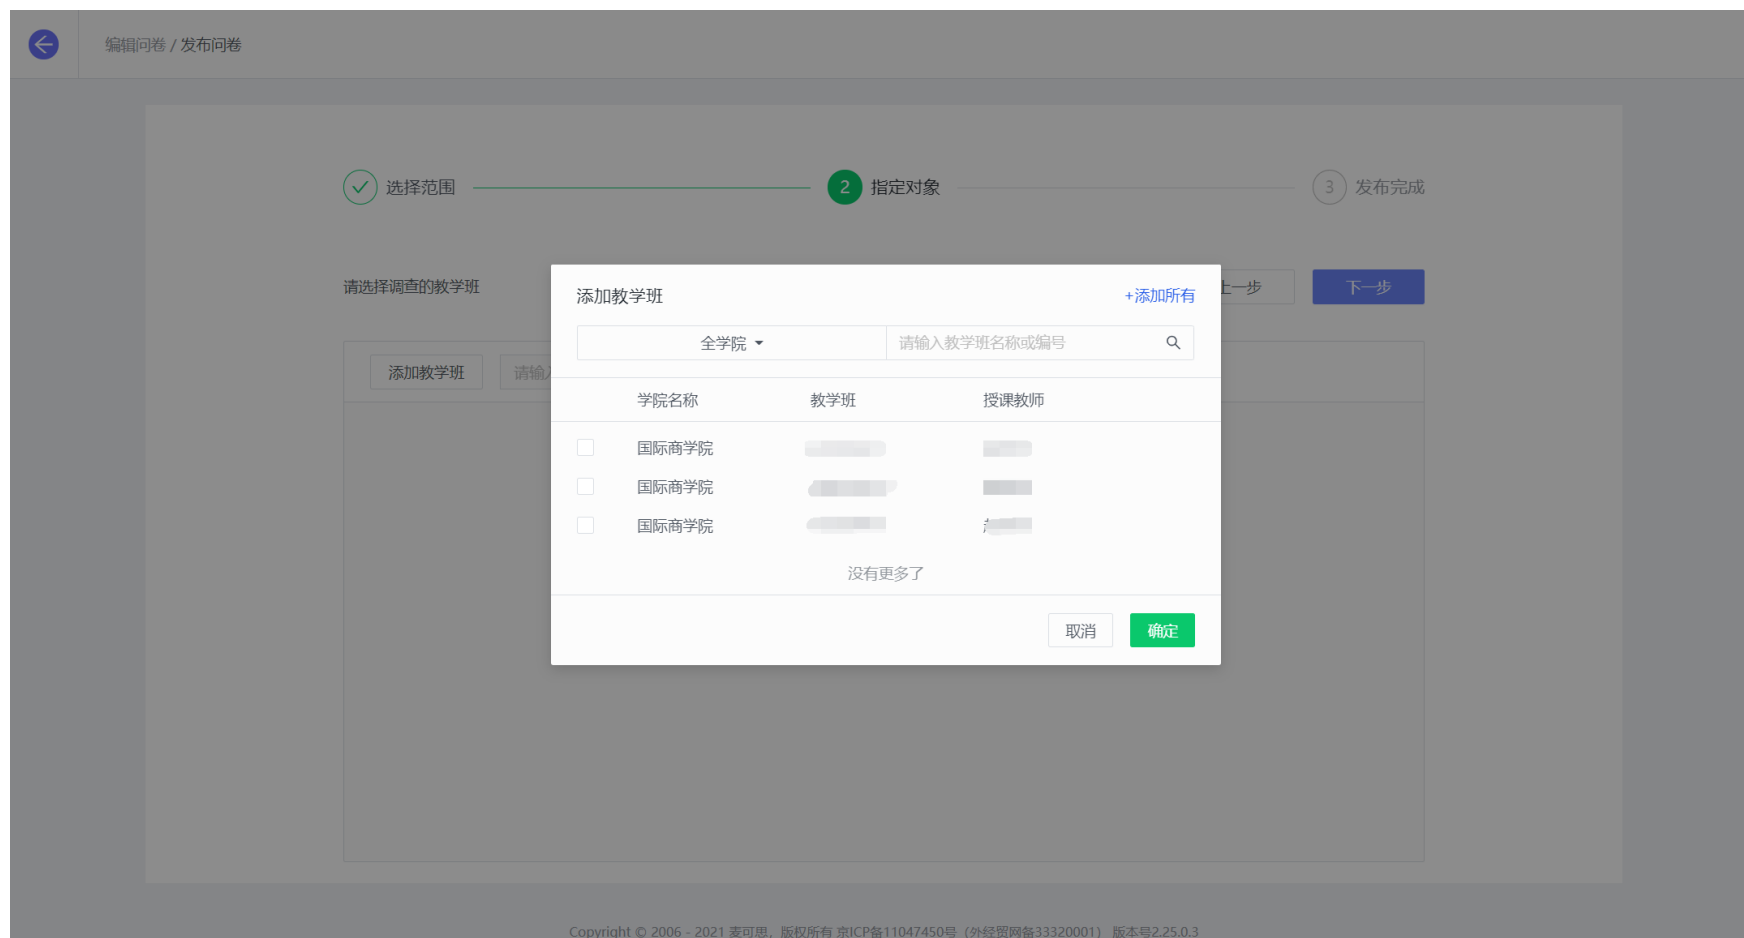 编辑问卷 / 发布问卷
选择范围
2 指定对象
3 发布完成
请选择调查的教学班
上一步
下一步
添加教学班
请输入
添加教学班
+添加所有
全学院
请输入教学班名称或编号
学院名称 教学班 授课教师
国际商学院
国际商学院
国际商学院
没有更多了
取消
确定
Copyright © 2006 - 2021 麦可思，版权所有 京ICP备11047450号（外经贸网备33320001） 版本号2.25.0.3